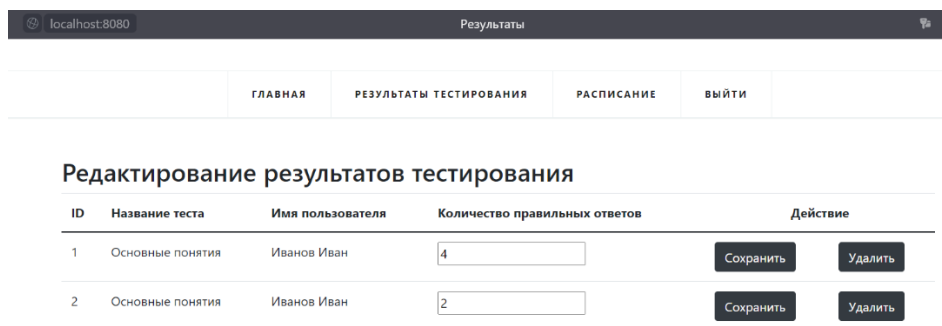 localhost:8080 Результаты
ГЛАВНАЯ РЕЗУЛЬТАТЫ ТЕСТИРОВАНИЯ РАСПИСАНИЕ ВЫЙТИ
Редактирование результатов тестирования
ID Название теста Имя пользователя Количество правильных ответов Действие
1 Основные понятия Иванов Иван 4 Сохранить Удалить
2 Основные понятия Иванов Иван 2 Сохранить Удалить